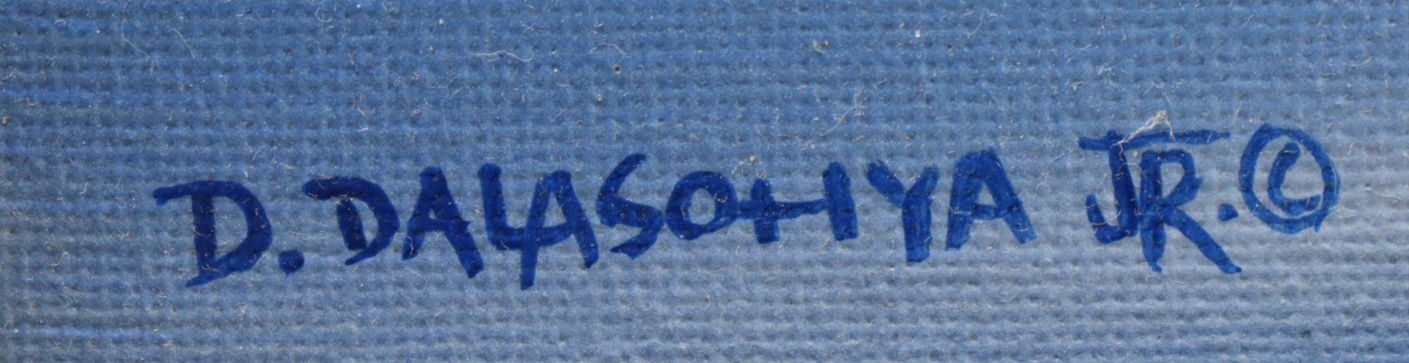 D. DALASOHYA JR. ©